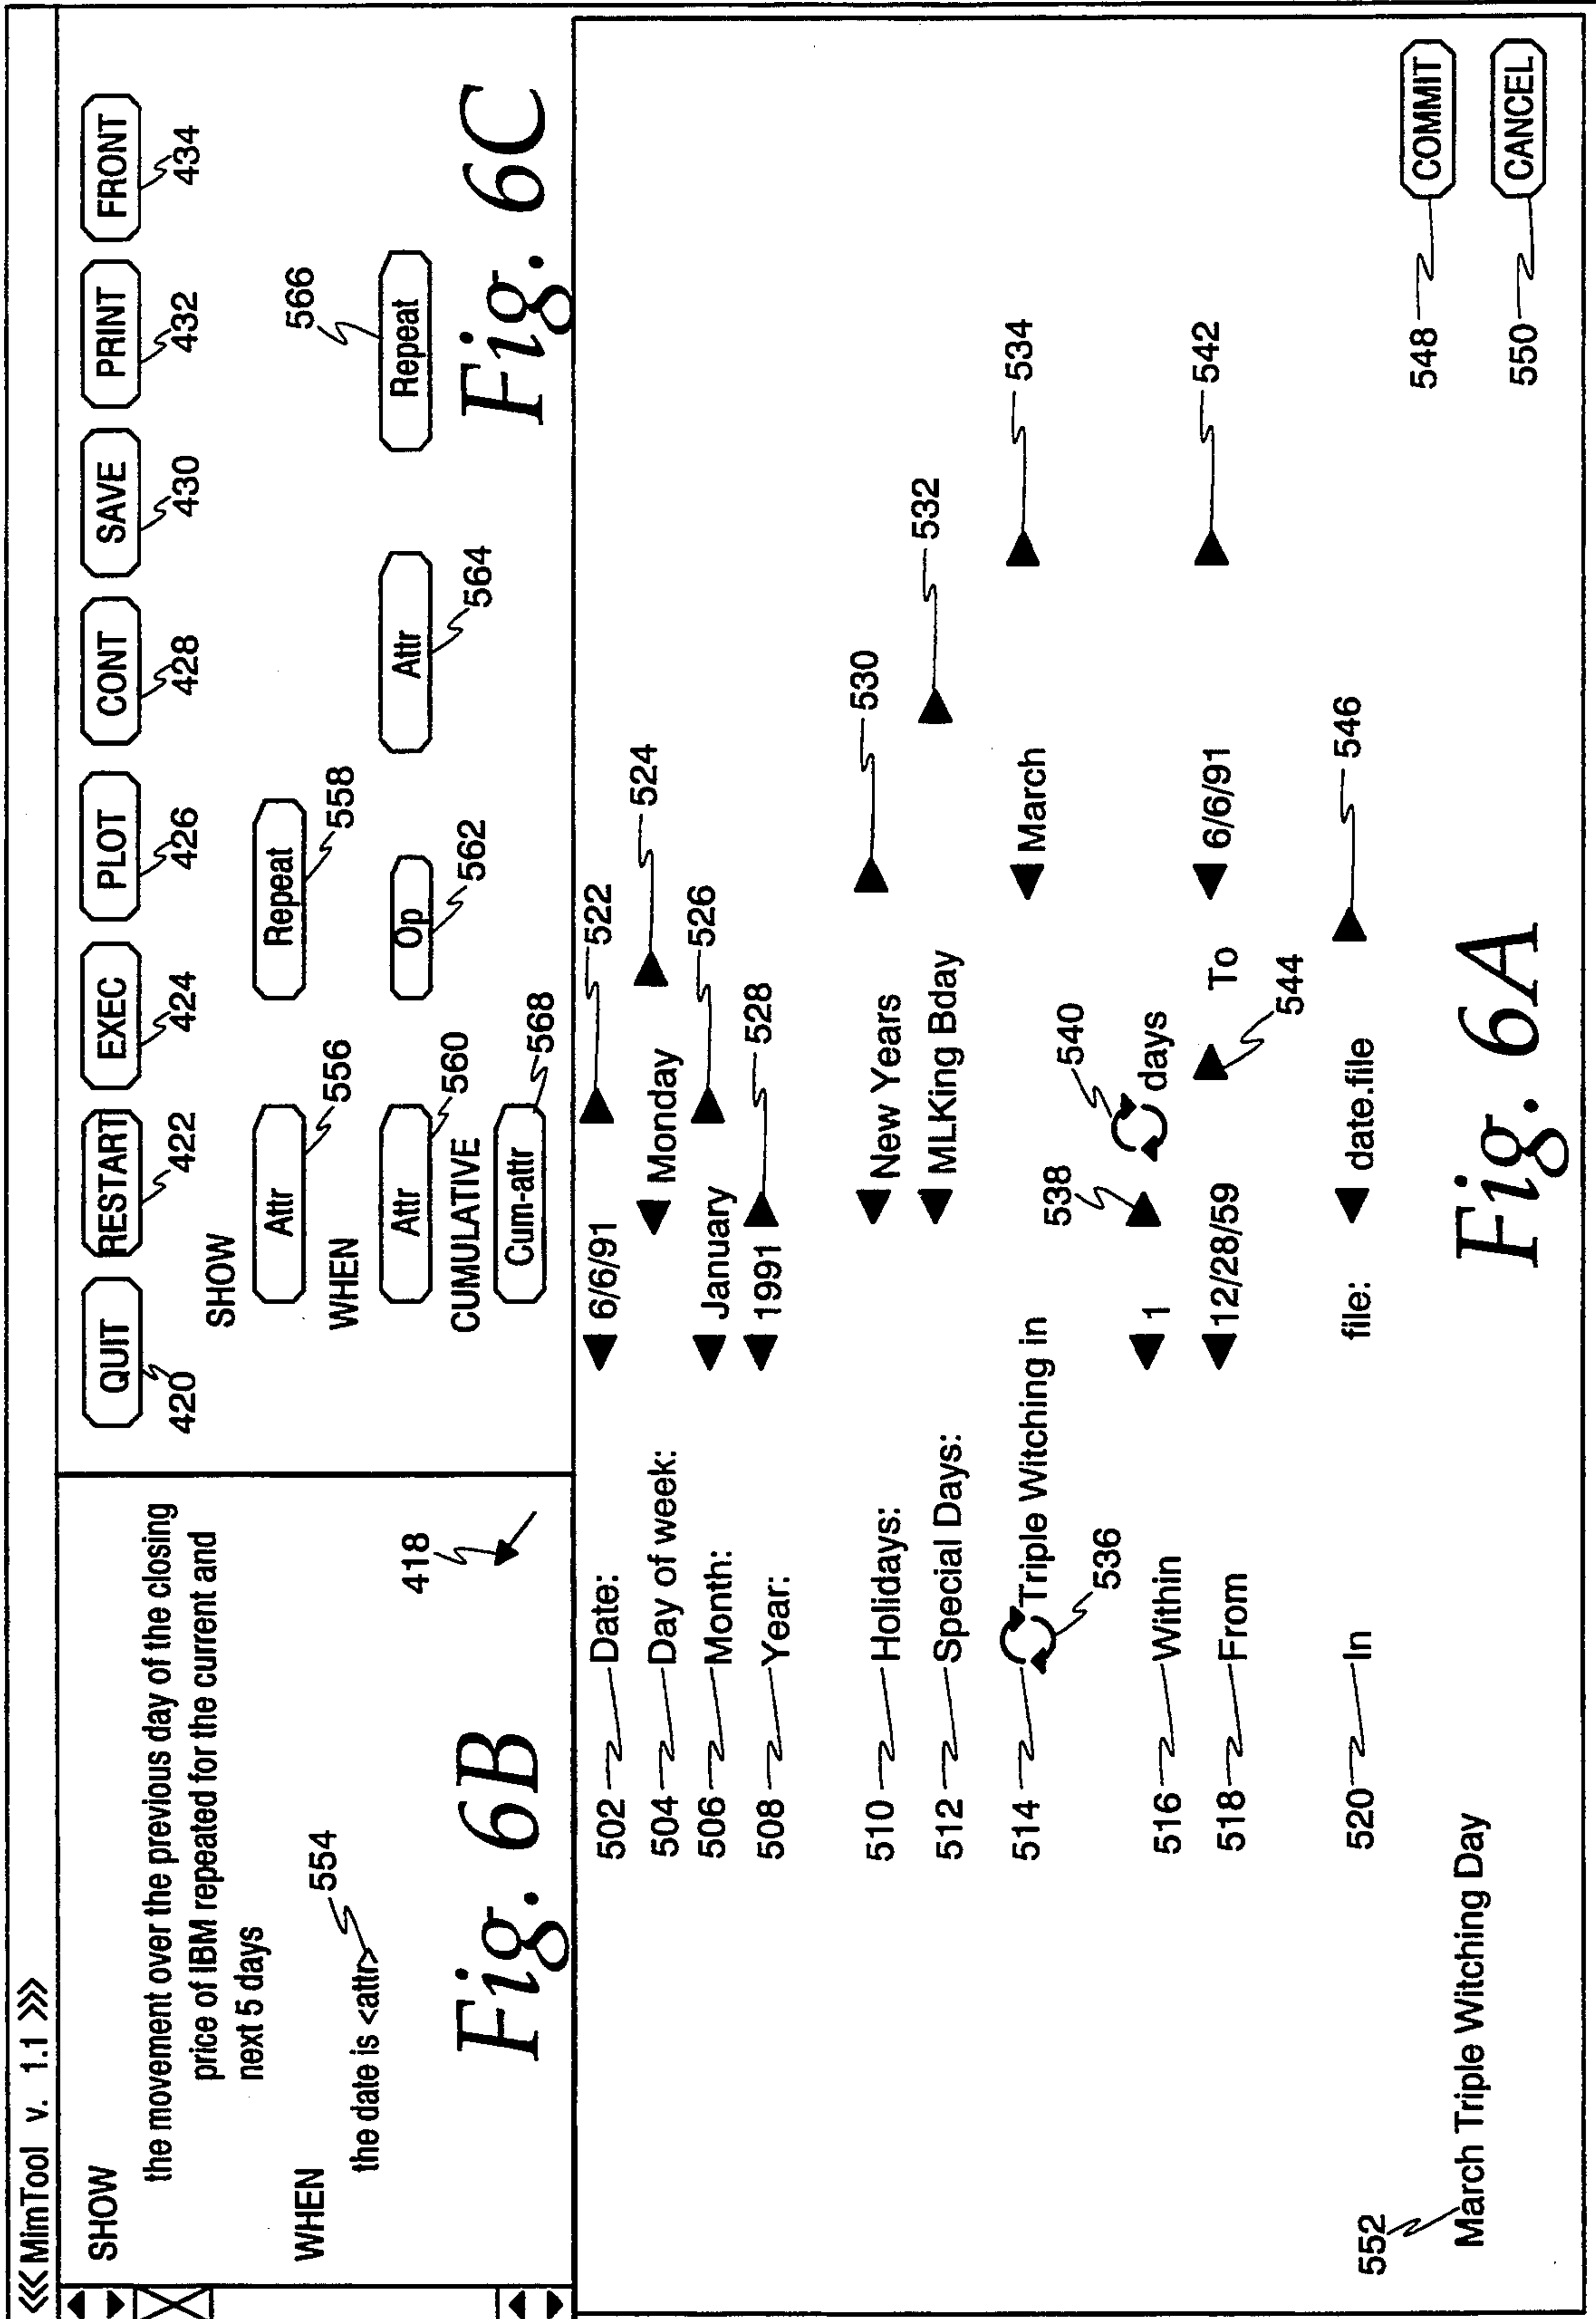 <<< MimTool v. 1.1 >>>
SHOW
the movement over the previous day of the closing
price of IBM repeated for the current and
next 5 days
WHEN
554
the date is <attr>
418
Fig. 6B
QUIT RESTART EXEC PLOT CONT SAVE PRINT FRONT
420 422 424 426 428 430 432 434
SHOW
Attr Repeat
556 558
WHEN
566
Attr Op Attr Repeat
560 562 564
CUMULATIVE
Cum-attr
568
Fig. 6C
502 Date: 6/6/91 522
504 Day of week: Monday 524
506 Month: January 526
508 Year: 1991 528
510 Holidays: New Years 530
512 Special Days: MLKing Bday 532
514 Triple Witching in March 534
536
538 540
516 Within 1 days
518 From 12/28/59 To 6/6/91 542
544
520 In file: date.file 546
552
March Triple Witching Day
548 COMMIT
550 CANCEL
Fig. 6A